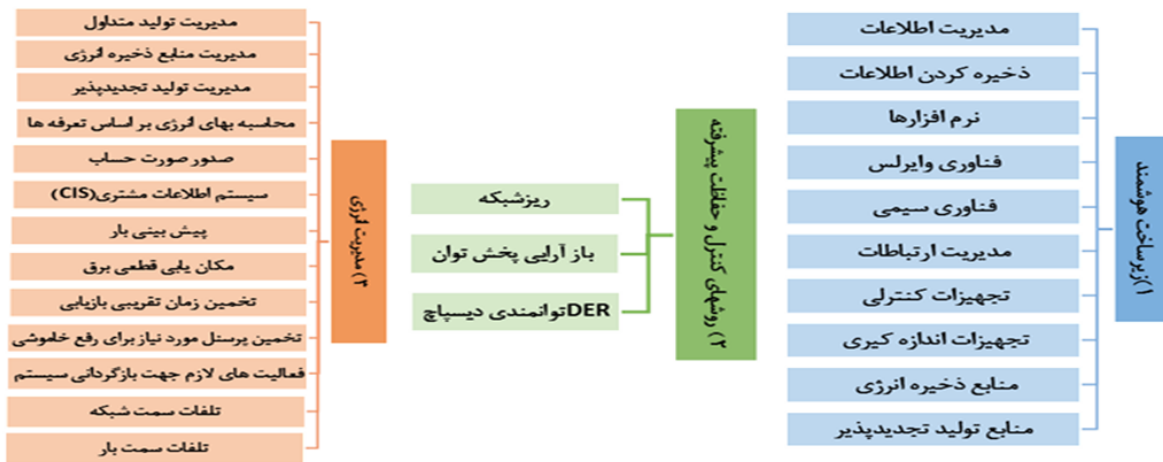 ۱)زیرساخت هوشمند
مدیریت اطلاعات
ذخیره کردن اطلاعات
نرم افزارها
فناوری وایرلس
فناوری سیمی
مدیریت ارتباطات
تجهیزات کنترلی
تجهیزات اندازه کیری
منابع ذخیره انرژی
منابع تولید تجدیدپذیر
۲) روشهای کنترل و حفاظت پیشرفته
ریزشبکه
باز آرایی پخش توان
DERتوانمندی دیسپاچ
۳) مدیریت انرژی
مدیریت تولید متداول
مدیریت منابع ذخیره انرژی
مدیریت تولید تجدیدپذیر
محاسبه بهای انرژی بر اساس تعرفه ها
صدور صورت حساب
سیستم اطلاعات مشتری(CIS)
پیش بینی بار
مکان یابی قطعی برق
تخمین زمان تقریبی بازیابی
تخمین پرسنل مورد نیاز برای رفع خاموشی
فعالیت های لازم جهت بازگردانی سیستم
تلفات سمت شبکه
تلفات سمت بار